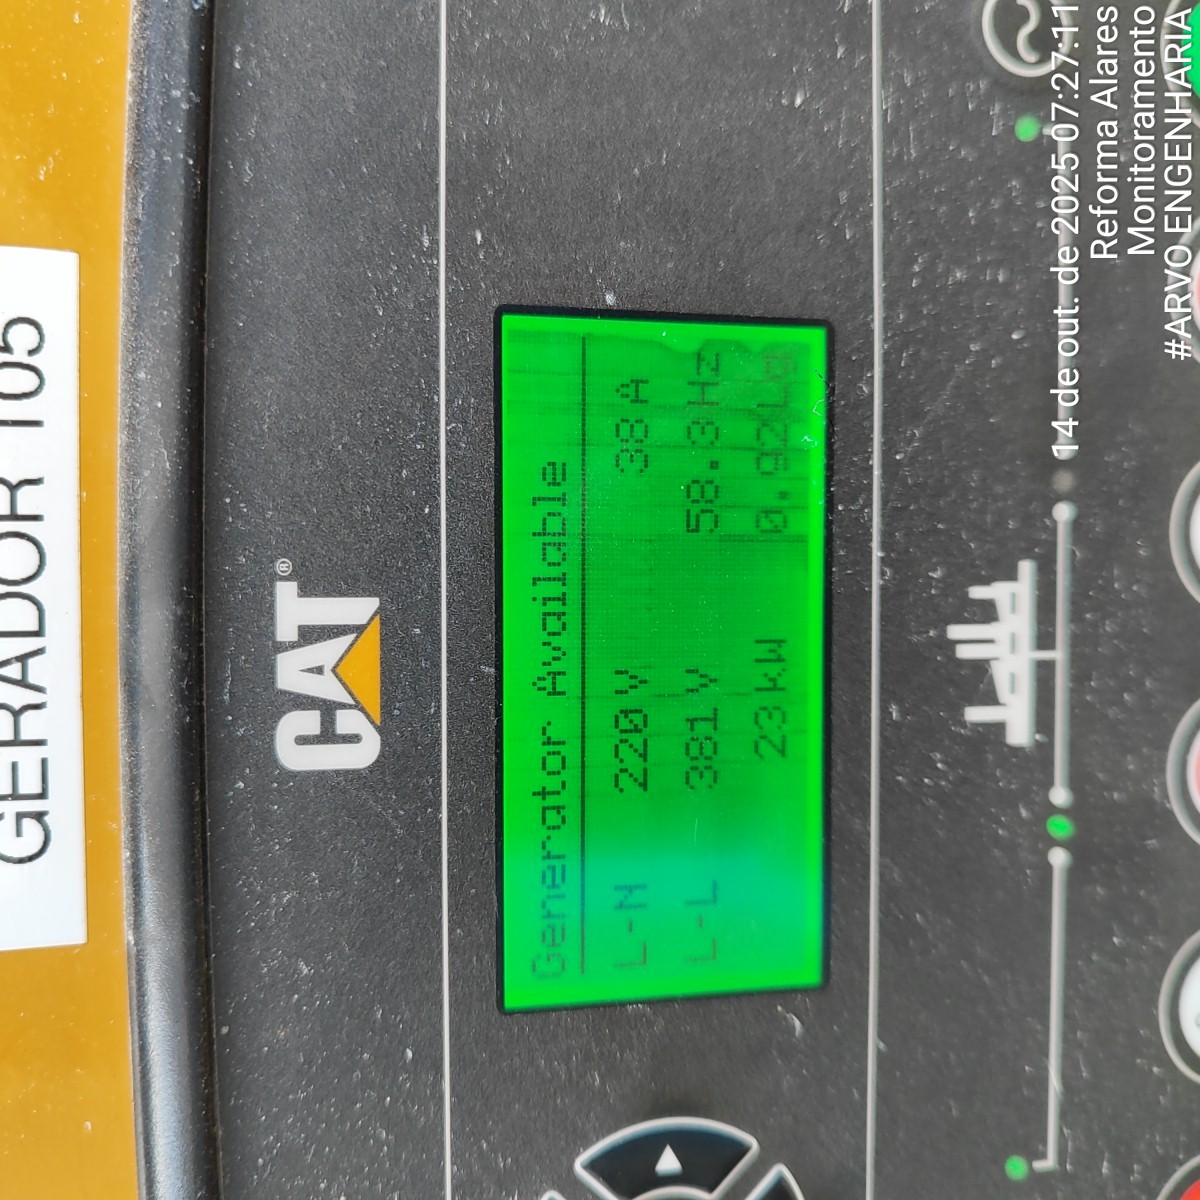 GERADOR 105
CAT®
Generator Available
L-N 220 V 38 A
L-L 381 V 58.3 Hz
23 kW 0.92 Lg
14 de out. de 2025 07:27:11
Reforma Alares
Monitoramento
#ARVO ENGENHARIA